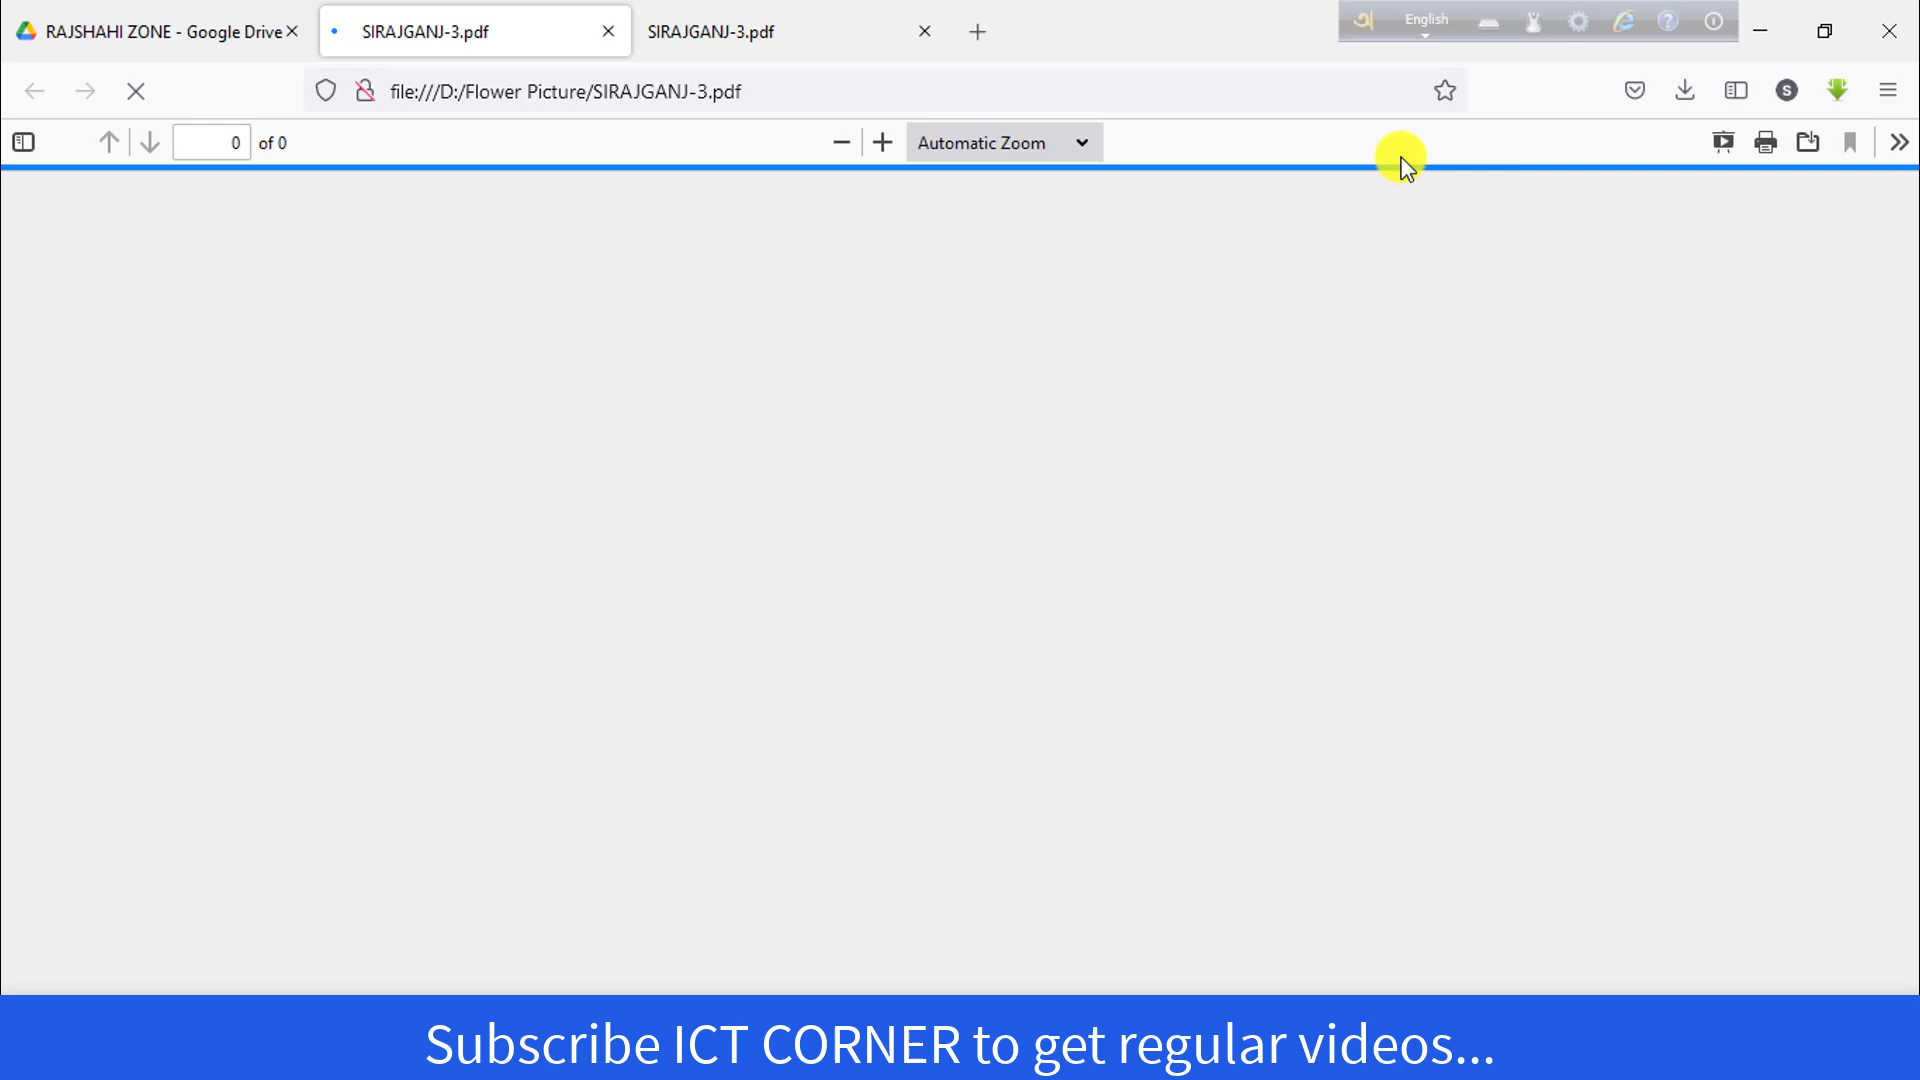 RAJSHAHI ZONE - Google Drive
SIRAJGANJ-3.pdf
SIRAJGANJ-3.pdf
অ
English
file:///D:/Flower Picture/SIRAJGANJ-3.pdf
S
0 of 0
Automatic Zoom
Subscribe ICT CORNER to get regular videos...